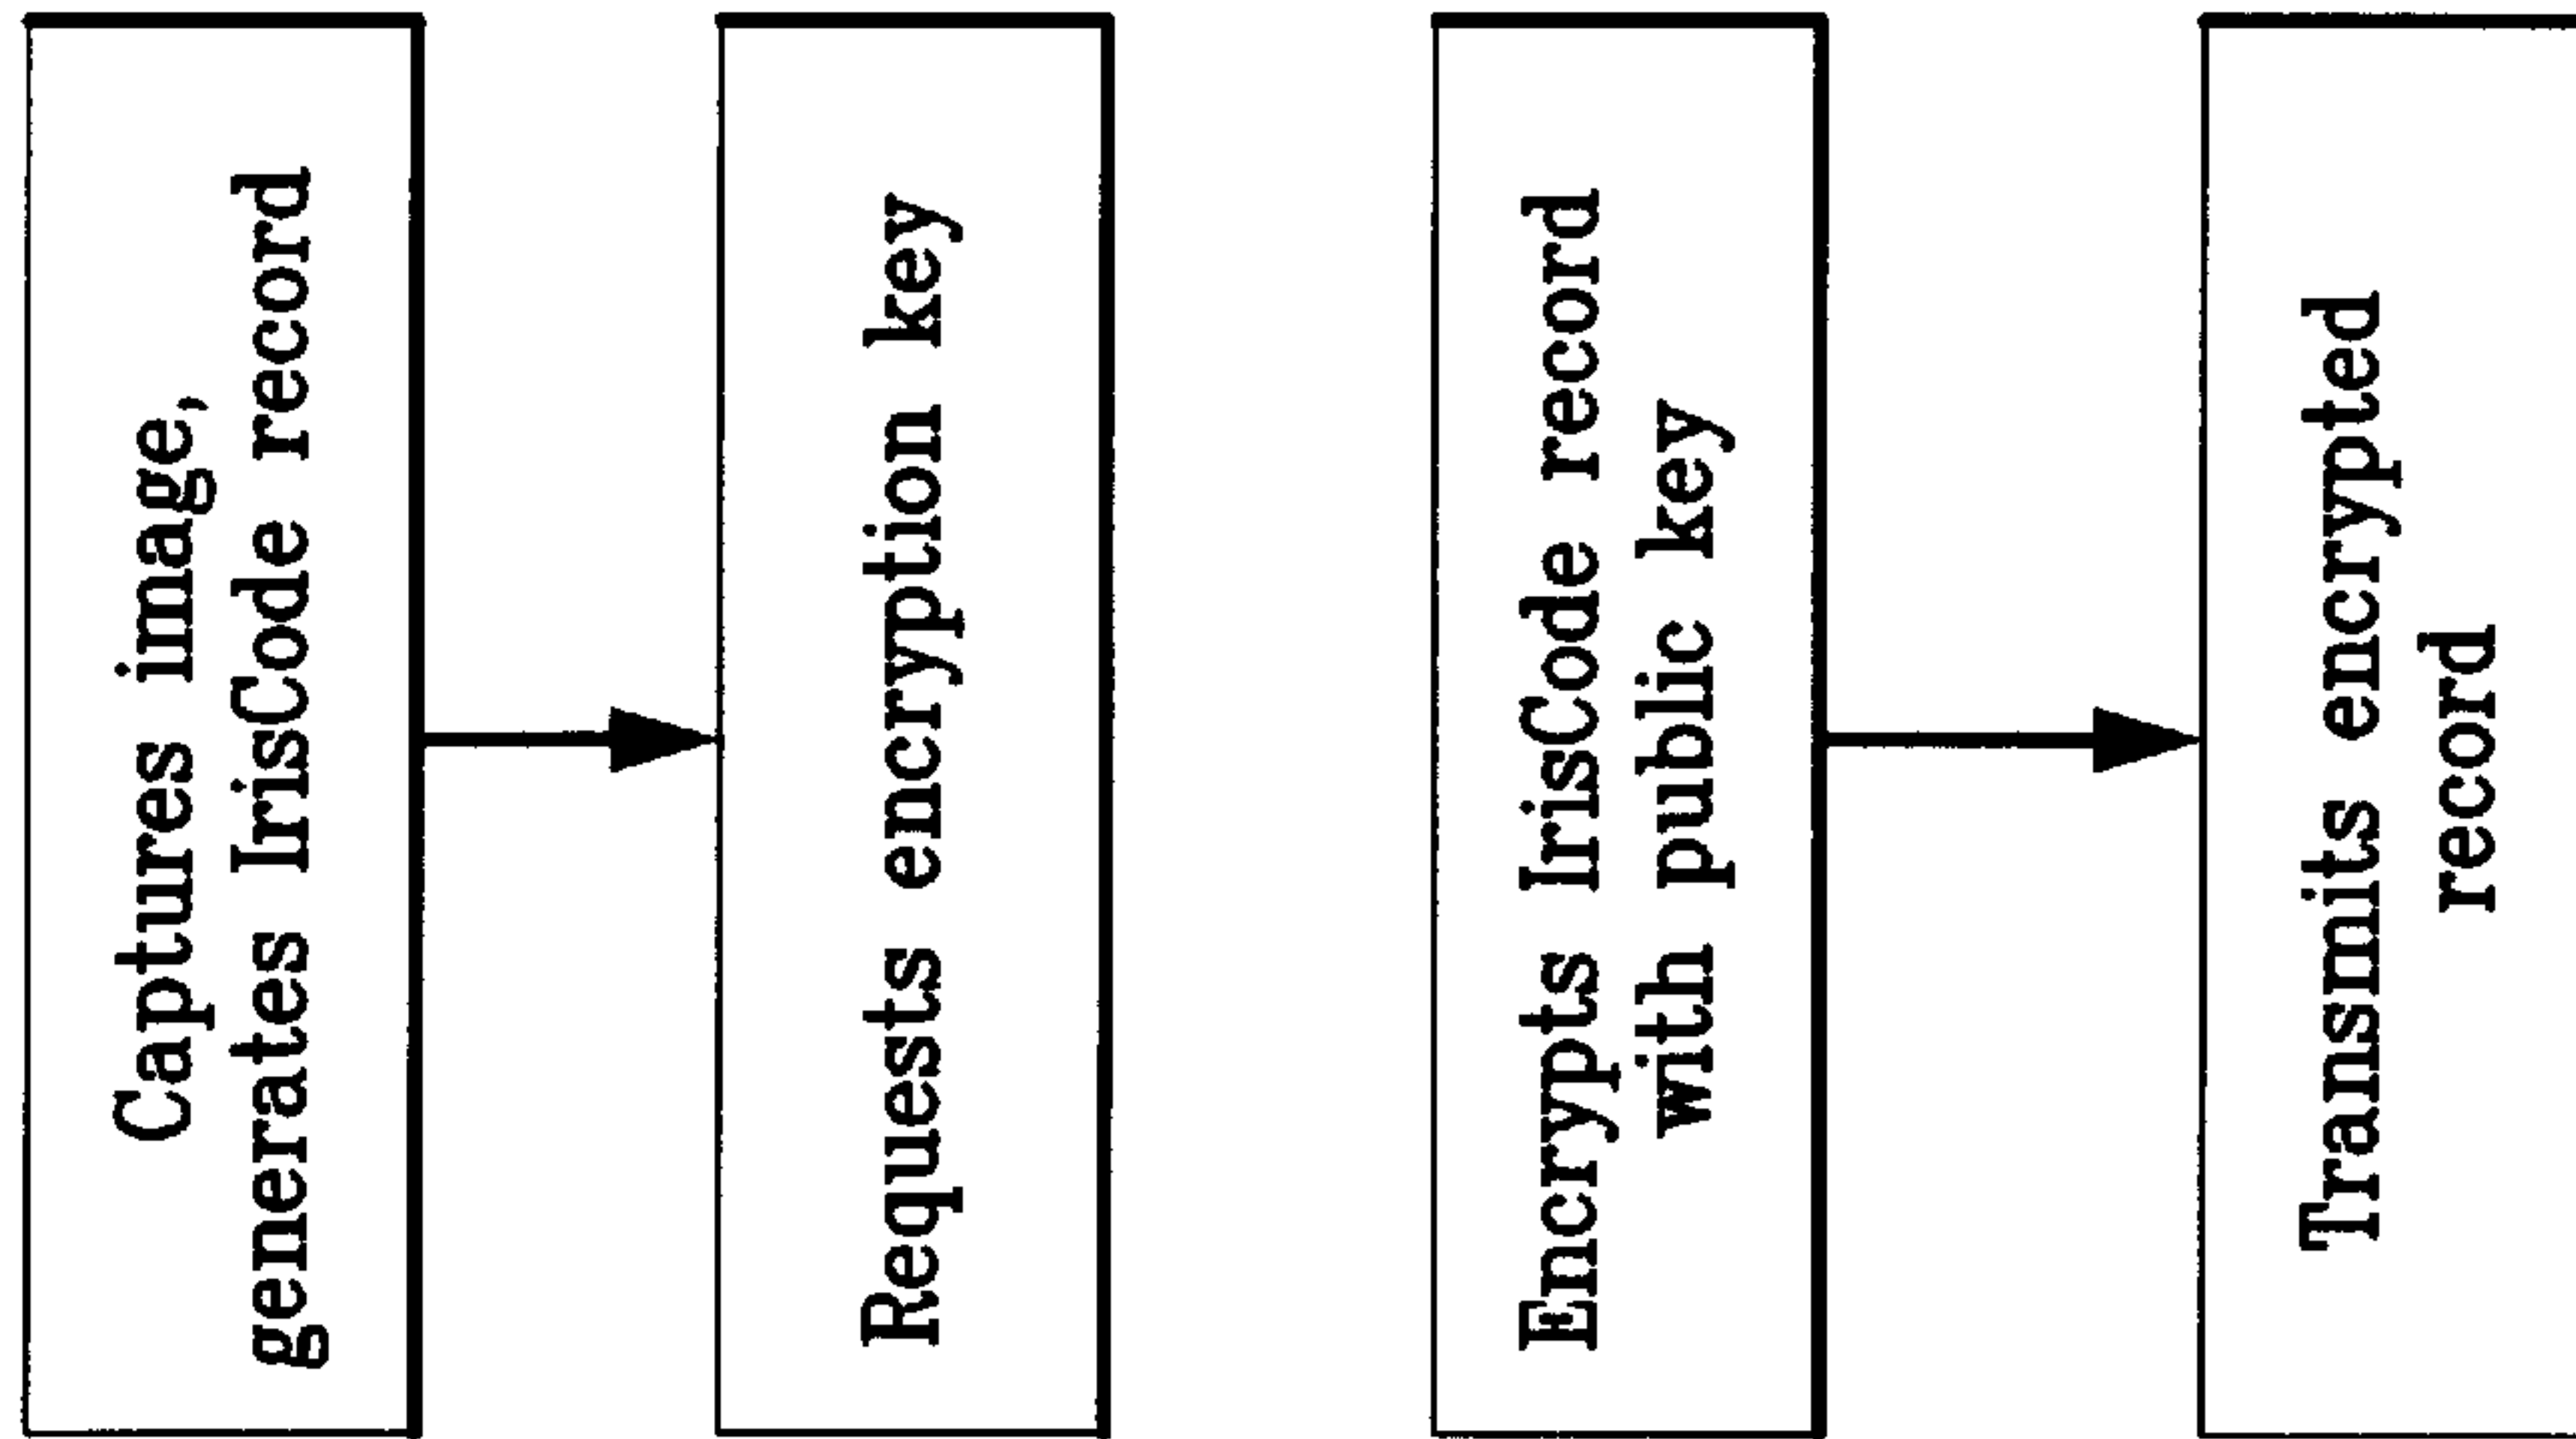 Captures image,
generates IrisCode record
Requests encryption key
Encrypts IrisCode record
with public key
Transmits encrypted
record